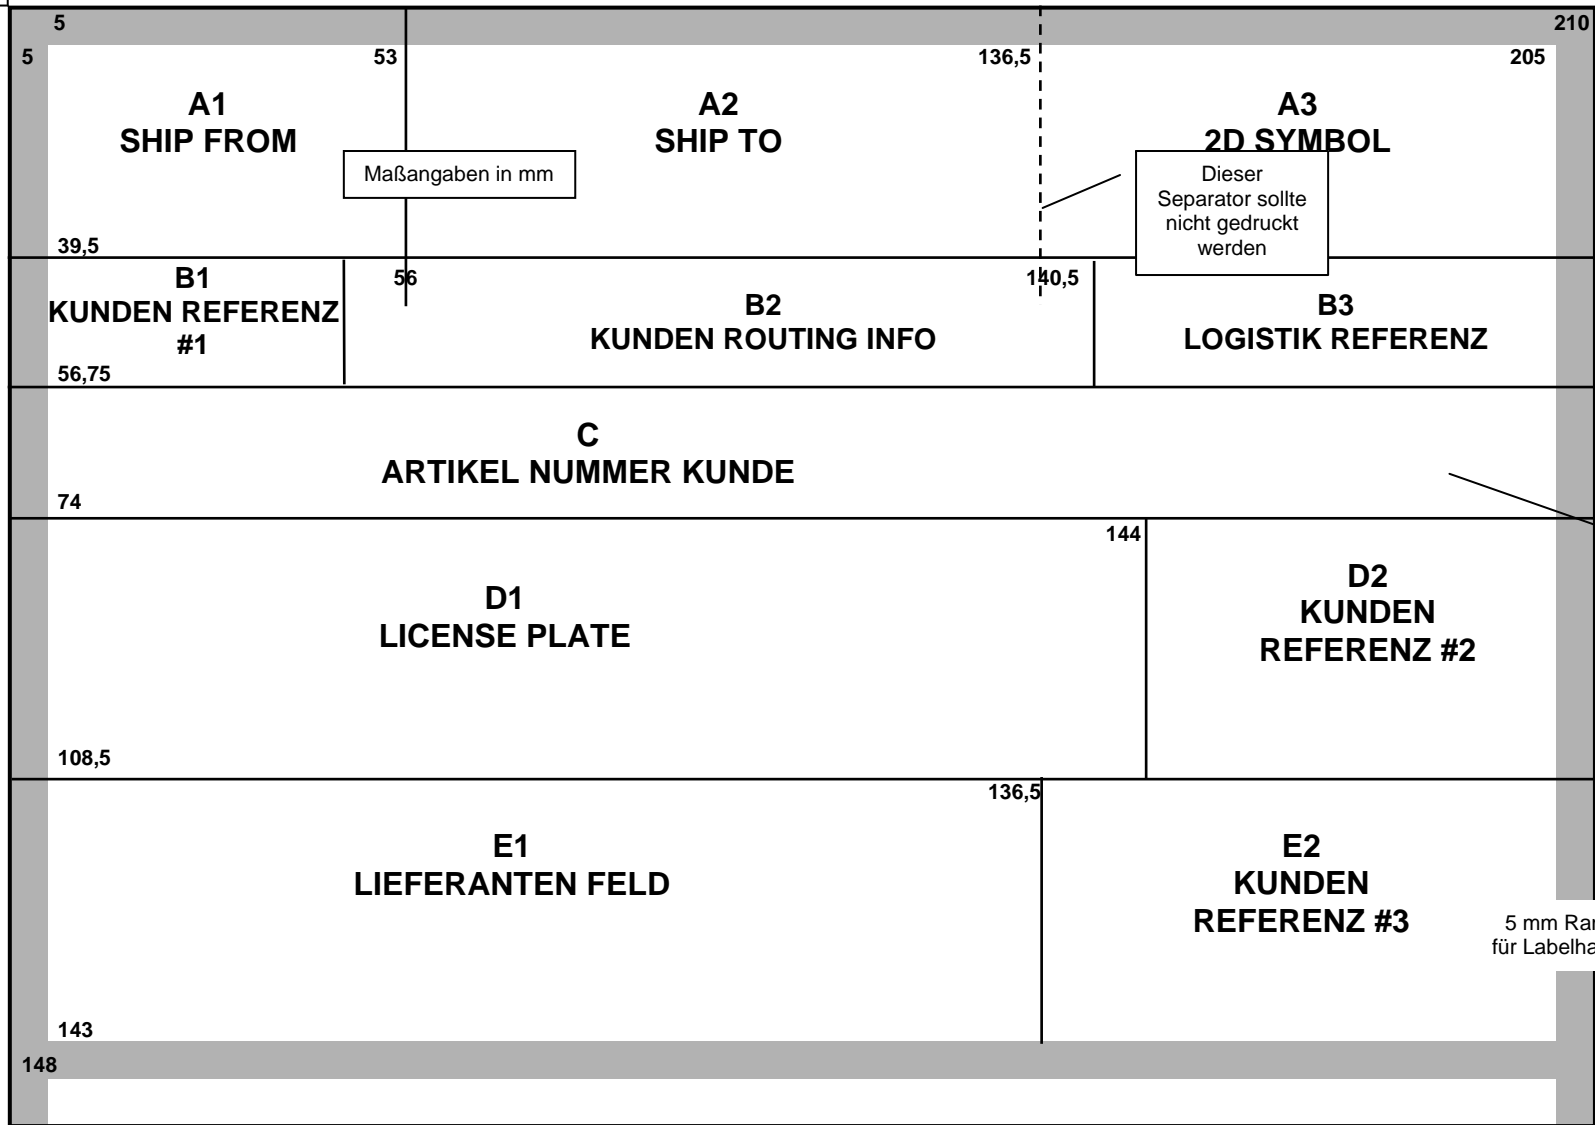 5
210
5
53
136,5
205
A1
SHIP FROM
A2
SHIP TO
A3
2D SYMBOL
Maßangaben in mm
Dieser
Separator sollte
nicht gedruckt
werden
39,5
B1
KUNDEN REFERENZ
#1
56
B2
KUNDEN ROUTING INFO
140,5
B3
LOGISTIK REFERENZ
56,75
C
ARTIKEL NUMMER KUNDE
74
144
D1
LICENSE PLATE
D2
KUNDEN
REFERENZ #2
108,5
136,5
E1
LIEFERANTEN FELD
E2
KUNDEN
REFERENZ #3
5 mm
für
143
148